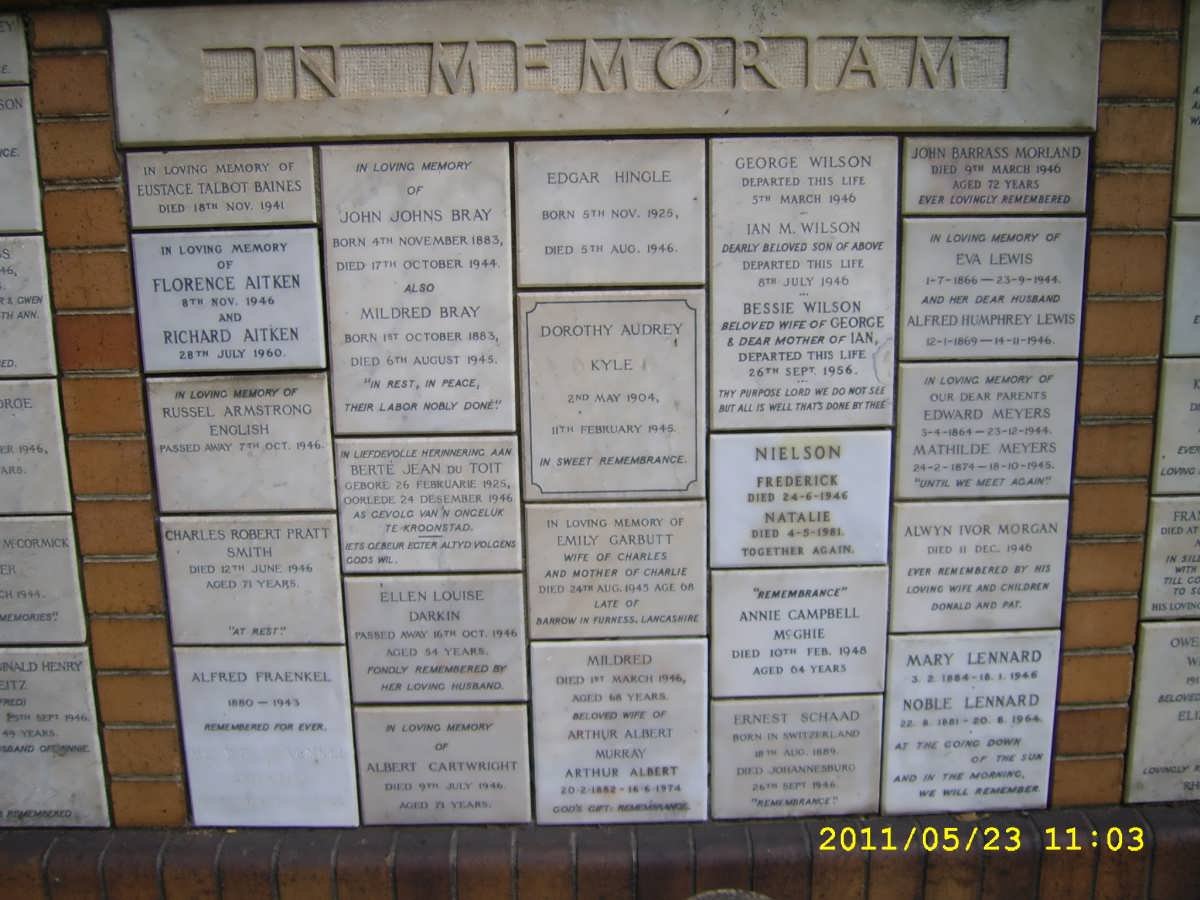 IN MEMORIAM
IN LOVING MEMORY OF
EUSTACE TALBOT BAINES
DIED 18TH NOV. 1941
IN LOVING MEMORY
OF
FLORENCE AITKEN
8TH NOV. 1946
AND
RICHARD AITKEN
28TH JULY 1960.
IN LOVING MEMORY OF
RUSSEL ARMSTRONG
ENGLISH
PASSED AWAY 7TH OCT. 1946.
CHARLES ROBERT PRATT
SMITH
DIED 12TH JUNE 1946
AGED 71 YEARS.
"AT REST."
ALFRED FRAENKEL
1880 — 1943
REMEMBERED FOR EVER.
IN LOVING MEMORY
OF
JOHN JOHNS BRAY
BORN 4TH NOVEMBER 1883,
DIED 17TH OCTOBER 1944.
ALSO
MILDRED BRAY
BORN 1ST OCTOBER 1883,
DIED 6TH AUGUST 1945.
"IN REST, IN PEACE,
THEIR LABOR NOBLY DONE."
IN LIEFDEVOLLE HERINNERING AAN
BERTÉ JEAN DU TOIT
GEBORE 26 FEBRUARIE 1925,
OORLEDE 24 DESEMBER 1946
AS GEVOLG VAN 'N ONGELUK
TE KROONSTAD.
IETS GEBEUR EGTER ALTYD VOLGENS
GODS WIL.
ELLEN LOUISE
DARKIN
PASSED AWAY 16TH OCT. 1946
AGED 54 YEARS.
FONDLY REMEMBERED BY
HER LOVING HUSBAND.
IN LOVING MEMORY
OF
ALBERT CARTWRIGHT
DIED 9TH JULY 1946.
AGED 71 YEARS.
EDGAR HINGLE
BORN 5TH NOV. 1925,
DIED 5TH AUG. 1946.
DOROTHY AUDREY
KYLE
2ND MAY 1904,
11TH FEBRUARY 1945.
IN SWEET REMEMBRANCE.
IN LOVING MEMORY OF
EMILY GARBUTT
WIFE OF CHARLES
AND MOTHER OF CHARLIE
DIED 24TH AUG. 1945 AGE 68
LATE OF
BARROW IN FURNESS, LANCASHIRE
MILDRED
DIED 1ST MARCH 1946,
AGED 68 YEARS.
BELOVED WIFE OF
ARTHUR ALBERT
MURRAY
ARTHUR ALBERT
20-2-1882 - 16-6-1974
GOD'S GIFT: REMEMBRANCE.
GEORGE WILSON
DEPARTED THIS LIFE
5TH MARCH 1946
IAN M. WILSON
DEARLY BELOVED SON OF ABOVE
DEPARTED THIS LIFE
8TH JULY 1946
BESSIE WILSON
BELOVED WIFE OF GEORGE
& DEAR MOTHER OF IAN,
DEPARTED THIS LIFE
26TH SEPT. 1956.
THY PURPOSE LORD WE DO NOT SEE
BUT ALL IS WELL THAT'S DONE BY THEE
NIELSON
FREDERICK
DIED 24-6-1946
NATALIE
DIED 4-5-1981.
TOGETHER AGAIN.
"REMEMBRANCE"
ANNIE CAMPBELL
McGHIE
DIED 10TH FEB. 1948
AGED 64 YEARS
ERNEST SCHAAD
BORN IN SWITZERLAND
18TH AUG. 1889.
DIED JOHANNESBURG
26TH SEPT 1946.
"REMEMBRANCE"
JOHN BARRASS MORLAND
DIED 9TH MARCH 1946
AGED 72 YEARS
EVER LOVINGLY REMEMBERED
IN LOVING MEMORY OF
EVA LEWIS
1-7-1866 — 23-9-1944.
AND HER DEAR HUSBAND
ALFRED HUMPHREY LEWIS
12-1-1869 — 14-11-1946.
IN LOVING MEMORY OF
OUR DEAR PARENTS
EDWARD MEYERS
5-4-1864 — 23-12-1944.
MATHILDE MEYERS
24-2-1874 — 18-10-1945.
"UNTIL WE MEET AGAIN"
ALWYN IVOR MORGAN
DIED 11 DEC. 1946
EVER REMEMBERED BY HIS
LOVING WIFE AND CHILDREN
DONALD AND PAT.
MARY LENNARD
3. 2. 1884 - 18. 1. 1946
NOBLE LENNARD
22. 8. 1881 - 20. 8. 1964.
AT THE GOING DOWN
OF THE SUN
AND IN THE MORNING,
WE WILL REMEMBER.
McCORMICK
MARCH 1944.
MEMORIES".
HENRY
25TH SEPT 1946.
49 YEARS.
REMEMBERED
2011/05/23 11:03